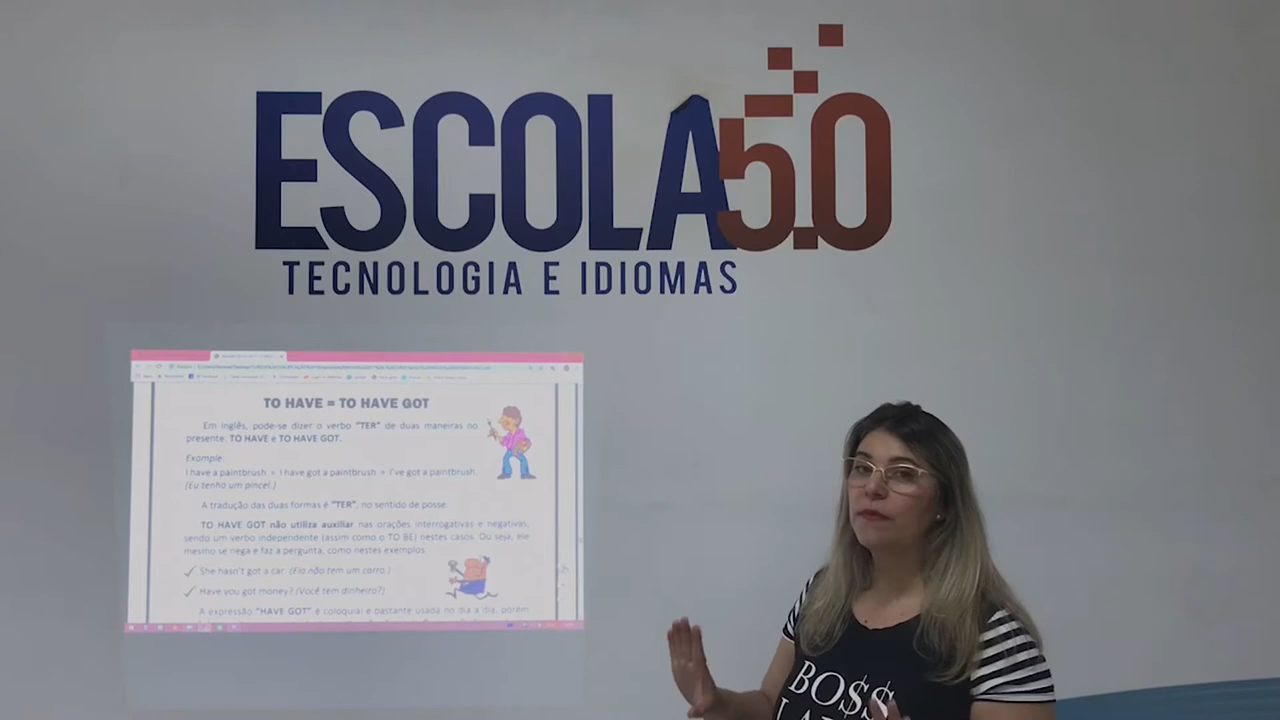 ESCOLA 5.0
TECNOLOGIA E IDIOMAS
TO HAVE = TO HAVE GOT
Em inglês, pode-se dizer o verbo "TER" de duas maneiras no
presente: TO HAVE e TO HAVE GOT.
Example:
I have a paintbrush = I have got a paintbrush = I've got a paintbrush
(Eu tenho um pincel.)
A tradução das duas formas é "TER", no sentido de posse.
TO HAVE GOT não utiliza auxiliar nas orações interrogativas e negativas,
sendo um verbo independente (assim como o TO BE) nestes casos. Ou seja, ele
mesmo se nega e faz a pergunta, como nestes exemplos:
She hasn't got a car. (Ela não tem um carro.)
Have you got money? (Você tem dinheiro?)
A expressão "HAVE GOT" é coloquial e bastante usada no dia a dia, porém
BO$$